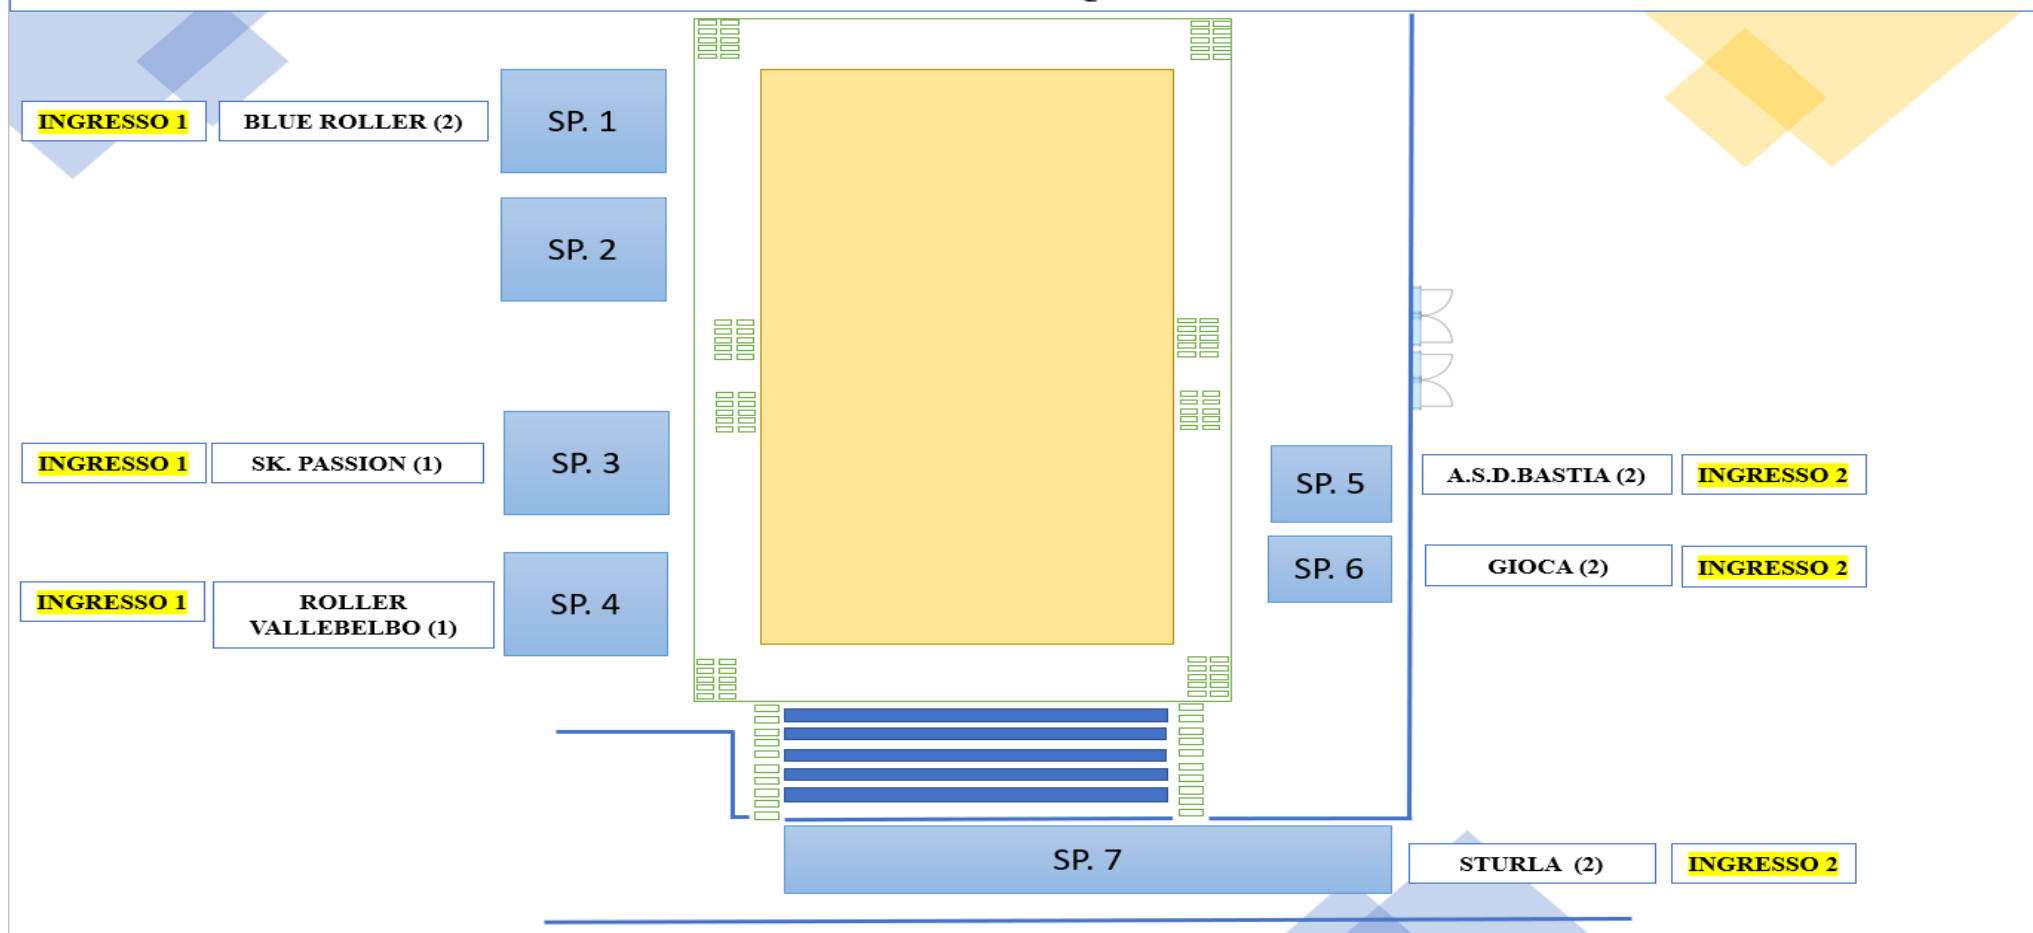 INGRESSO 1 BLUE ROLLER (2) SP. 1
SP. 2
INGRESSO 1 SK. PASSION (1) SP. 3
SP. 5 A.S.D.BASTIA (2) INGRESSO 2
SP. 6 GIOCA (2) INGRESSO 2
INGRESSO 1 ROLLER
VALLEBELBO (1) SP. 4
SP. 7 STURLA (2) INGRESSO 2